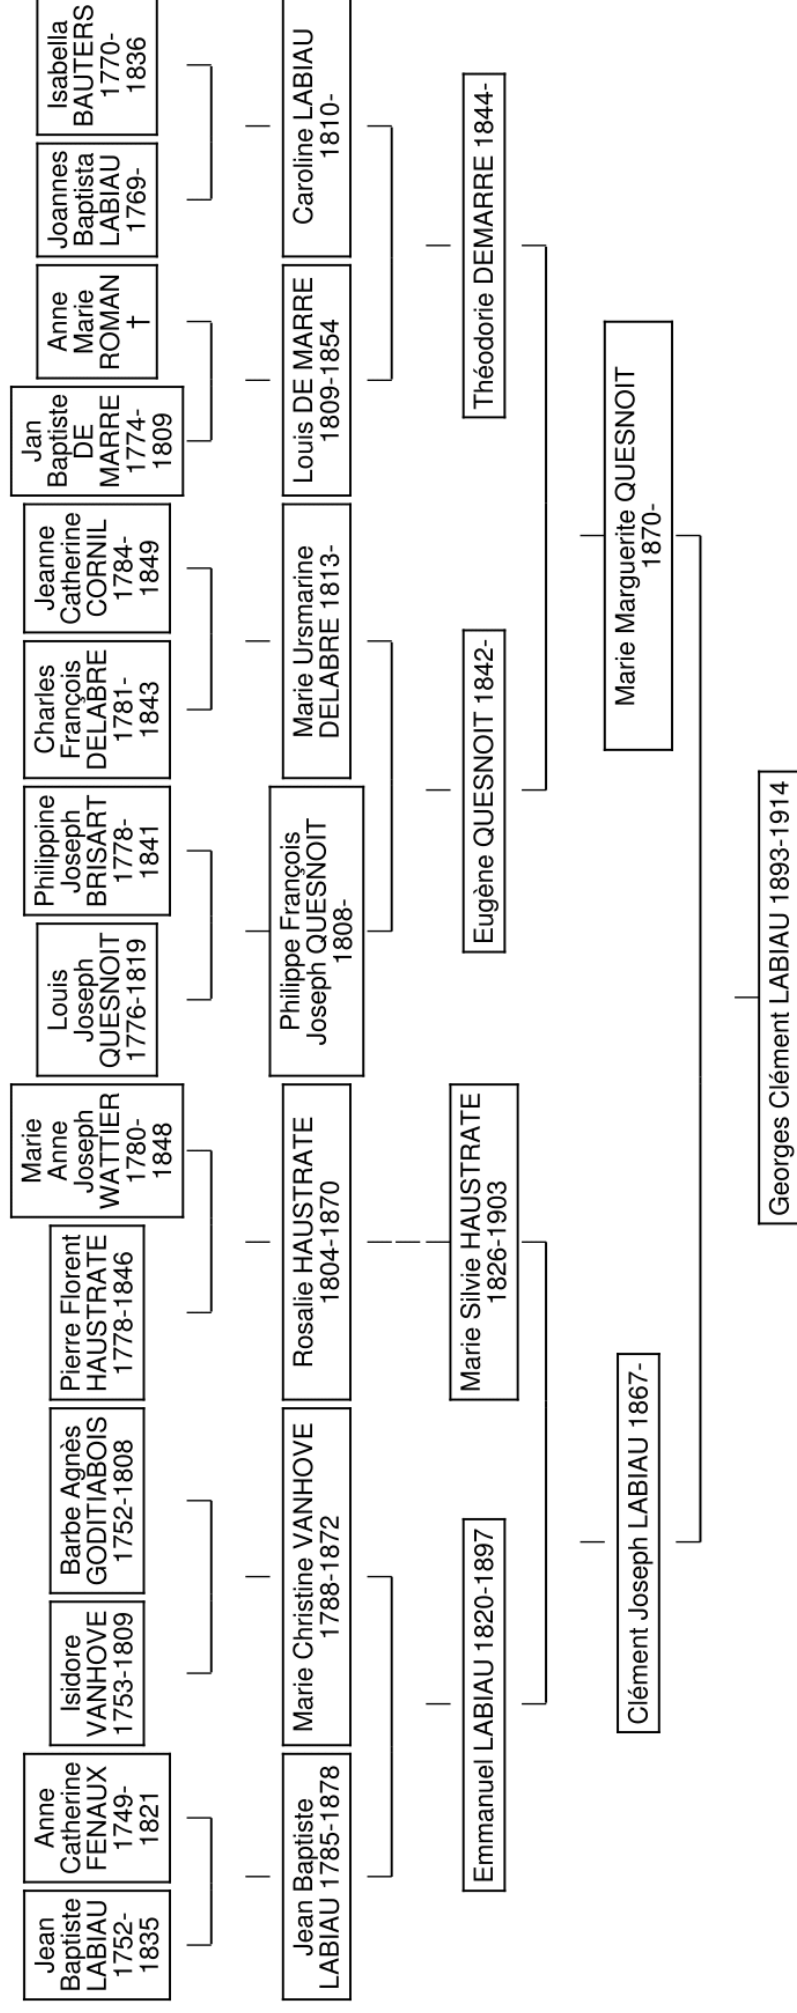 Jean
Baptiste
LABIAU
1752-
1835
Anne
Catherine
FENAUX
1749-
1821
Isidore
VANHOVE
1753-1809
Barbe Agnès
GODITIABOIS
1752-1808
Pierre Florent
HAUSTRATE
1778-1846
Marie
Anne
Joseph
WATTIER
1780-
1848
Louis
Joseph
QUESNOIT
1776-1819
Philippine
Joseph
BRISART
1778-
1841
Charles
François
DELABRE
1781-
1843
Jeanne
Catherine
CORNIL
1784-
1849
Jan
Baptiste
DE
MARRE
1774-
1809
Anne
Marie
ROMAN
†
Joannes
Baptista
LABIAU
1769-
Isabella
BAUTERS
1770-
1836
Jean Baptiste
LABIAU 1785-1878
Marie Christine VANHOVE
1788-1872
Rosalie HAUSTRATE
1804-1870
Philippe François
Joseph QUESNOIT
1808-
Marie Ursmarine
DELABRE 1813-
Louis DE MARRE
1809-1854
Caroline LABIAU
1810-
Emmanuel LABIAU 1820-1897
Marie Silvie HAUSTRATE
1826-1903
Eugène QUESNOIT 1842-
Théodorie DEMARRE 1844-
Clément Joseph LABIAU 1867-
Marie Marguerite QUESNOIT
1870-
Georges Clément LABIAU 1893-1914